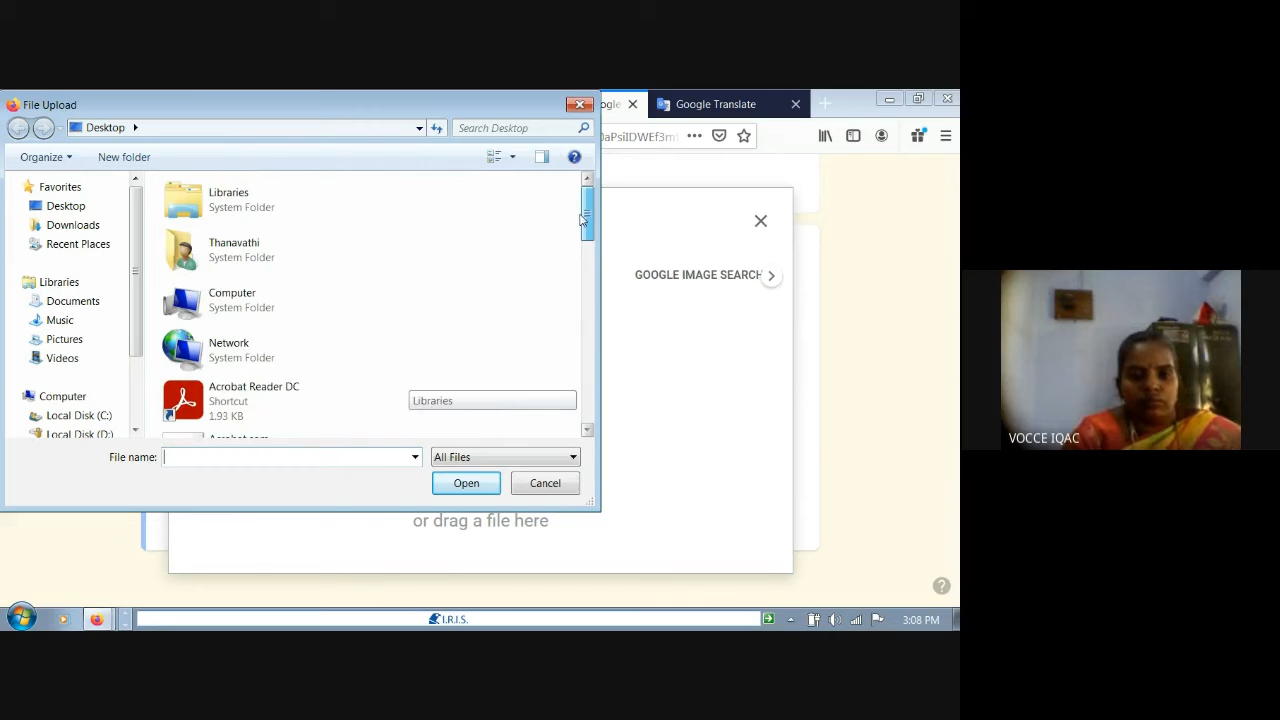 File Upload
ogle
Google Translate
Desktop
Search Desktop
Organize
New folder
Favorites
Desktop
Downloads
Recent Places
Libraries
Documents
Music
Pictures
Videos
Computer
Local Disk (C:)
Local Disk (D:)
Libraries
System Folder
Thanavathi
System Folder
Computer
System Folder
Network
System Folder
Acrobat Reader DC
Shortcut
1.93 KB
Libraries
File name:
All Files
Open
Cancel
GOOGLE IMAGE SEARCH
or drag a file here
VOCCE IQAC
I.R.I.S.
3:08 PM